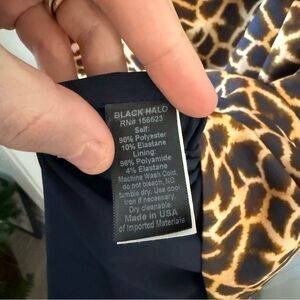 BLACK HALO
RN# 156523
Self:
90% Polyester
10% Elastane
Lining:
96% Polyamide
4% Elastane
Machine Wash Cold,
do not bleach, NO
tumble dry. Use cool
iron if necessary.
Dry cleanable.
Made in USA
of Imported Materials